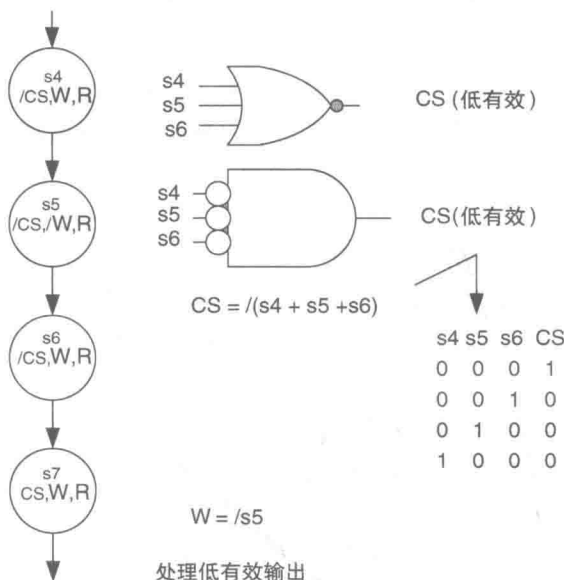 s4
/CS,W,R
s5
/CS,/W,R
s6
/CS,W,R
s7
CS,W,R
s4
s5
s6
CS (低有效)
s4
s5
s6
CS(低有效)
CS = /(s4 + s5 +s6)
s4 s5 s6 CS
0 0 0 1
0 0 1 0
0 1 0 0
1 0 0 0
W = /s5
处理低有效输出